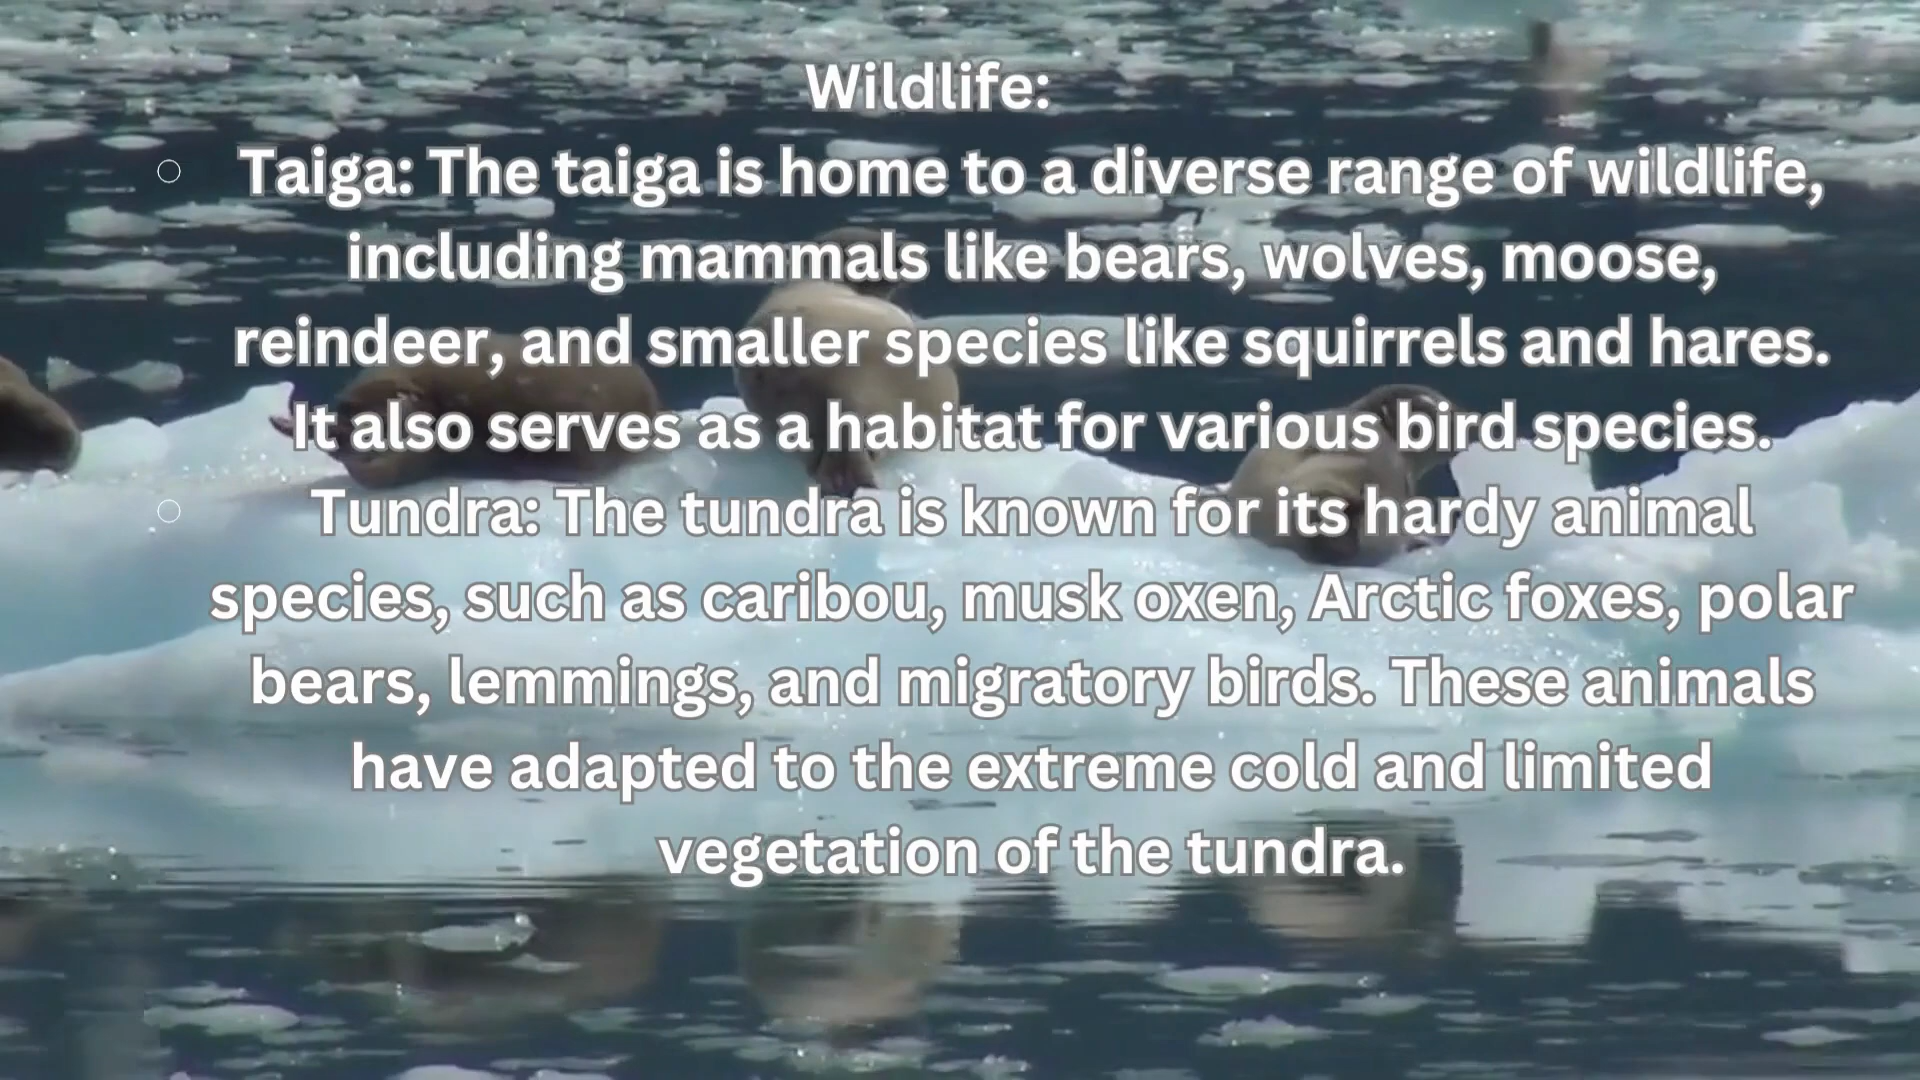 Wildlife:
Taiga: The taiga is home to a diverse range of wildlife,
including mammals like bears, wolves, moose,
reindeer, and smaller species like squirrels and hares.
It also serves as a habitat for various bird species.
Tundra: The tundra is known for its hardy animal
species, such as caribou, musk oxen, Arctic foxes, polar
bears, lemmings, and migratory birds. These animals
have adapted to the extreme cold and limited
vegetation of the tundra.